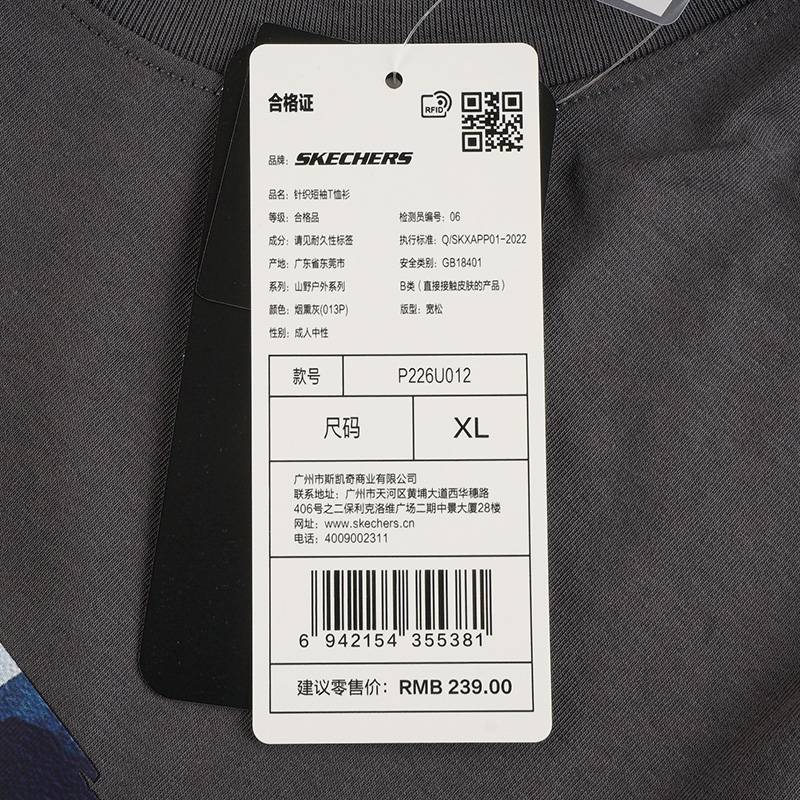 合格证
RFID
品牌: SKECHERS
品名: 针织短袖T恤衫
等级: 合格品 检测员编号: 06
成分: 请见耐久性标签 执行标准: Q/SKXAPP01-2022
产地: 广东省东莞市 安全类别: GB18401
系列: 山野户外系列 B类 (直接接触皮肤的产品)
颜色: 烟熏灰(013P) 版型: 宽松
性别: 成人中性
款号 P226U012
尺码 XL
广州市斯凯奇商业有限公司
联系地址: 广州市天河区黄埔大道西华穗路
406号之二保利克洛维广场二期中景大厦28楼
网址: www.skechers.cn
电话: 4009002311
6 942154 355381
建议零售价: RMB 239.00